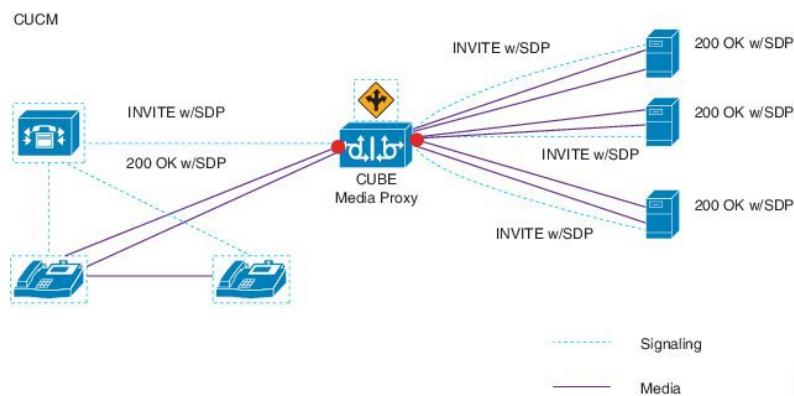 CUCM
INVITE w/SDP
200 OK w/SDP
INVITE w/SDP
200 OK w/SDP
CUBE
Media Proxy
200 OK w/SDP
INVITE w/SDP
200 OK w/SDP
INVITE w/SDP
Signaling
Media